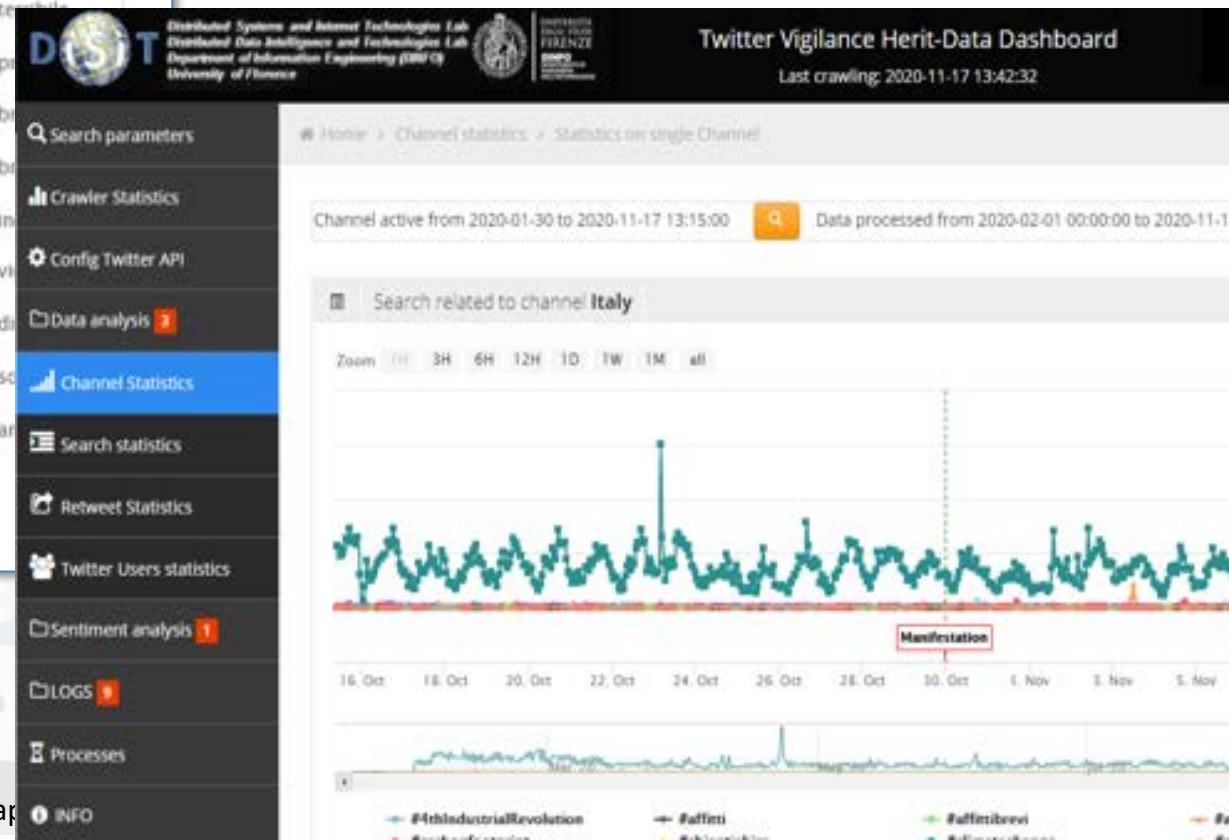 DISIT
Distributed Systems and Internet Technologies Lab
Distributed Data Intelligence and Technologies Lab
Department of Information Engineering (DINFO)
University of Florence
UNIVERSITÀ
DEGLI STUDI
FIRENZE
DINFO
Twitter Vigilance Herit-Data Dashboard
Last crawling: 2020-11-17 13:42:32
Search parameters
Crawler Statistics
Config Twitter API
Data analysis 3
Channel Statistics
Search statistics
Retweet Statistics
Twitter Users statistics
Sentiment analysis 1
LOGS 9
Processes
INFO
Home > Channel statistics > Statistics on single Channel
Channel active from 2020-01-30 to 2020-11-17 13:15:00
Data processed from 2020-02-01 00:00:00 to 2020-11-1
Search related to channel Italy
Zoom 1H 3H 6H 12H 1D 1W 1M all
Manifestation
16. Oct 18. Oct 20. Oct 22. Oct 24. Oct 26. Oct 28. Oct 30. Oct 1. Nov 3. Nov 5. Nov
#4thIndustrialRevolution #affitti #affittibrevi